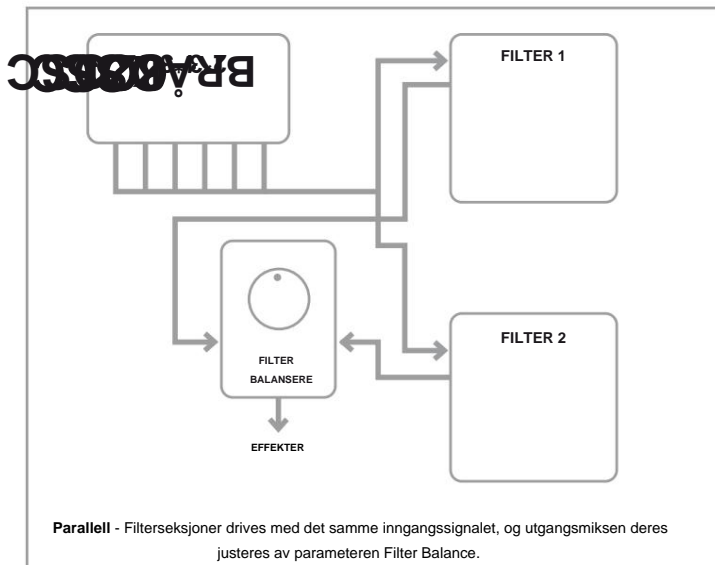 BRÅK
FILTER 1
FILTER 2
FILTER
BALANSERE
EFFEKTER
Parallell - Filterseksjoner drives med det samme inngangssignalet, og utgangsmiksen deres
justeres av parameteren Filter Balance.